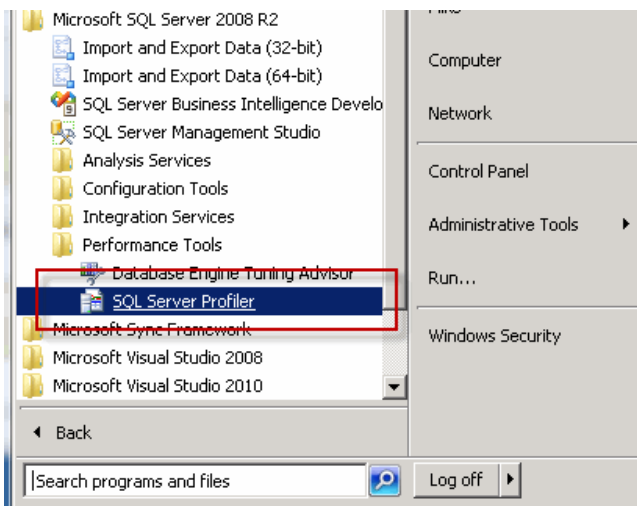 Microsoft SQL Server 2008 R2
Import and Export Data (32-bit)
Import and Export Data (64-bit)
SQL Server Business Intelligence Develo
SQL Server Management Studio
Analysis Services
Configuration Tools
Integration Services
Performance Tools
Database Engine Tuning Advisor
SQL Server Profiler
Microsoft Sync Framework
Microsoft Visual Studio 2008
Microsoft Visual Studio 2010
Back
Search programs and files
Computer
Network
Control Panel
Administrative Tools
Run...
Windows Security
Log off